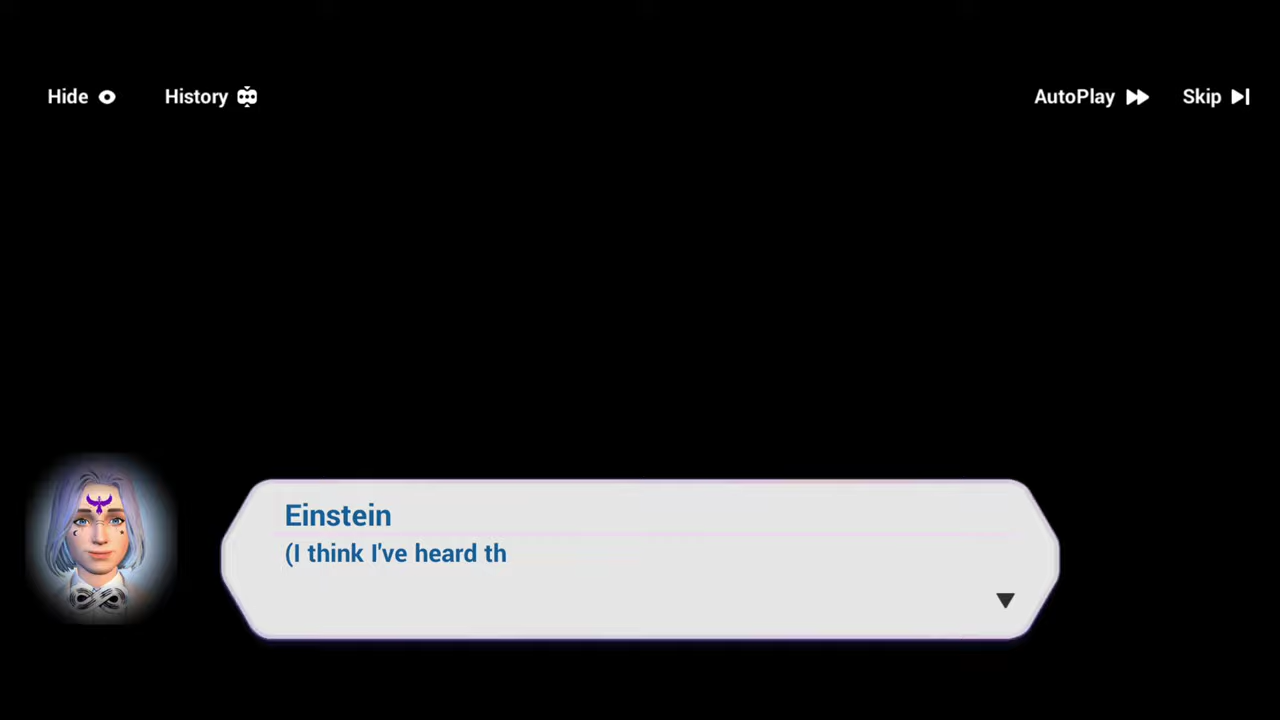 Hide
History
AutoPlay
Skip
Einstein
(I think I've heard th